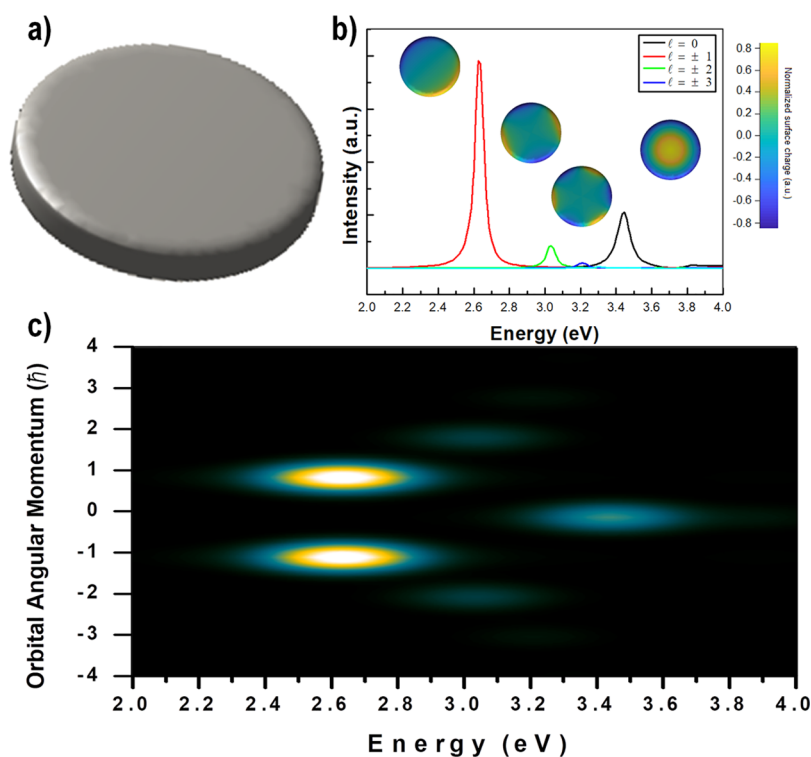 a)
b)
ℓ = 0
ℓ = ± 1
ℓ = ± 2
ℓ = ± 3
0.8
0.6
0.4
0.2
0.0
-0.2
-0.4
-0.6
-0.8
Normalized surface charge (a.u.)
Intensity (a.u.)
2.0 2.2 2.4 2.6 2.8 3.0 3.2 3.4 3.6 3.8 4.0
Energy (eV)
c)
Orbital Angular Momentum (ℏ)
4
3
2
1
0
-1
-2
-3
-4
2.0 2.2 2.4 2.6 2.8 3.0 3.2 3.4 3.6 3.8 4.0
Energy (eV)